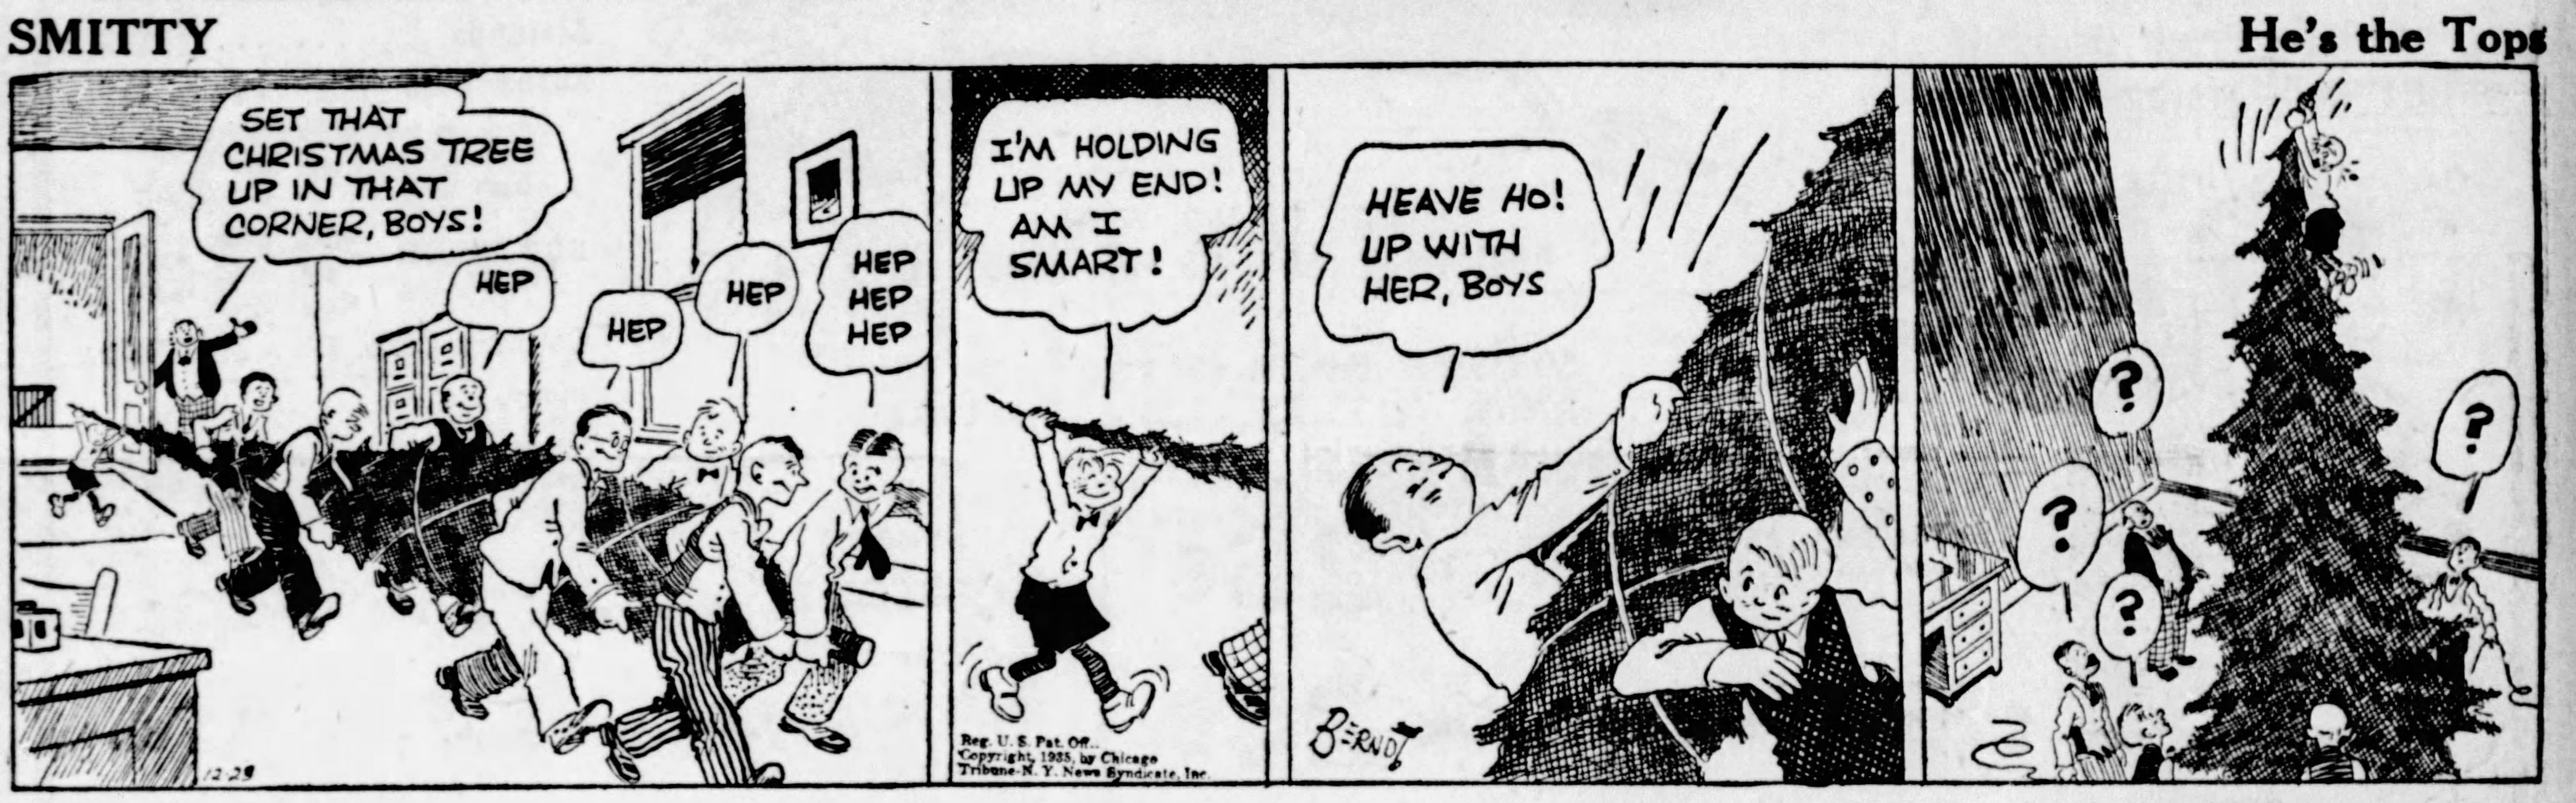 SMITTY
He's the Tops
SET THAT
CHRISTMAS TREE
UP IN THAT
CORNER, BOYS!
HEP
HEP
HEP
HEP
HEP
HEP
12-23
I'M HOLDING
UP MY END!
AM I
SMART!
Reg. U. S. Pat. Off..
Copyright, 1935, by Chicago
Tribune-N. Y. News Syndicate, Inc.
HEAVE HO!
UP WITH
HER, BOYS
BERNDT
?
?
?
?